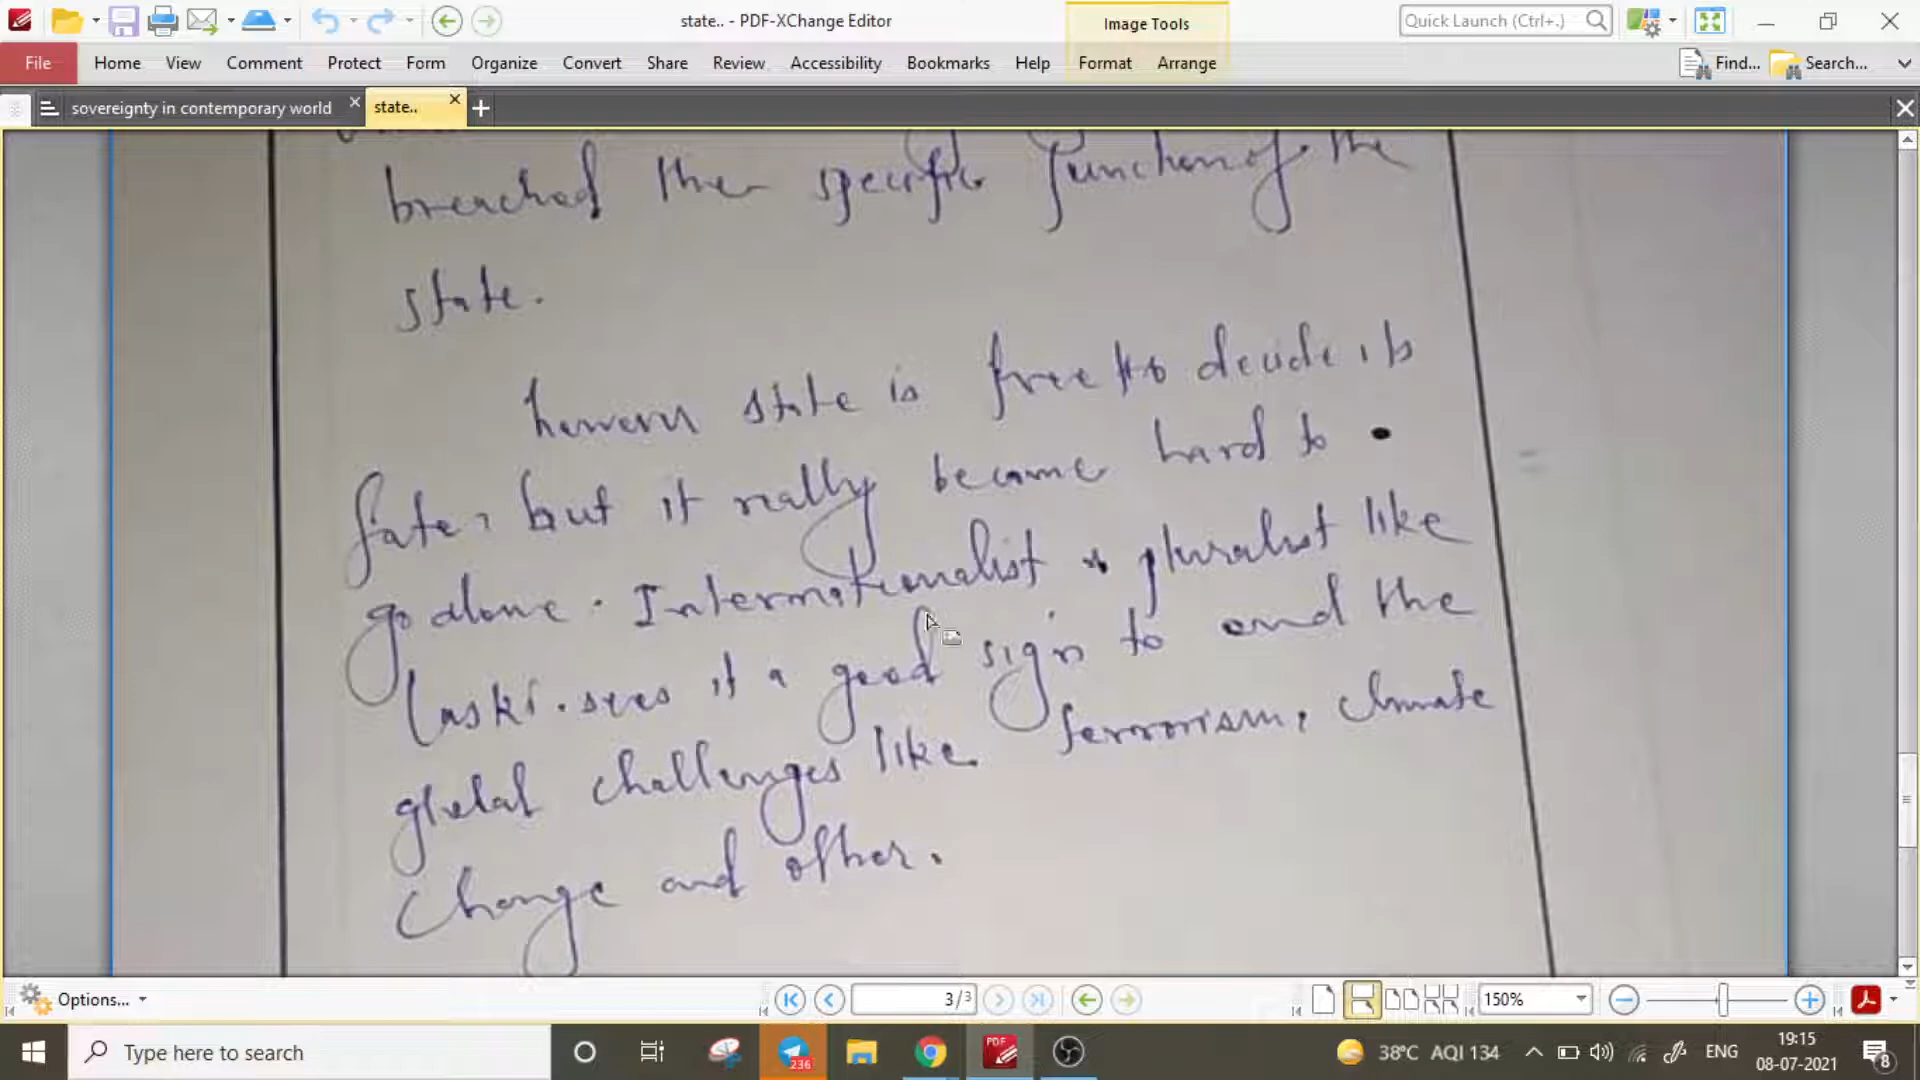 state.. - PDF-XChange Editor
Image Tools
Quick Launch (Ctrl+.)
File Home View Comment Protect Form Organize Convert Share Review Accessibility Bookmarks Help Format Arrange Find... Search...
sovereignty in contemporary world state..
breached the specific function of the
state.
however state is free to decide its
fate, but it really became hard to
go alone. Internationalist & pluralist like
Laski. sees it a good sign to end the
global challenges like terrorism, climate
change and other.
Options... 3/3 150%
Type here to search 236 PDF 38°C AQI 134 ENG 19:15
08-07-2021 8